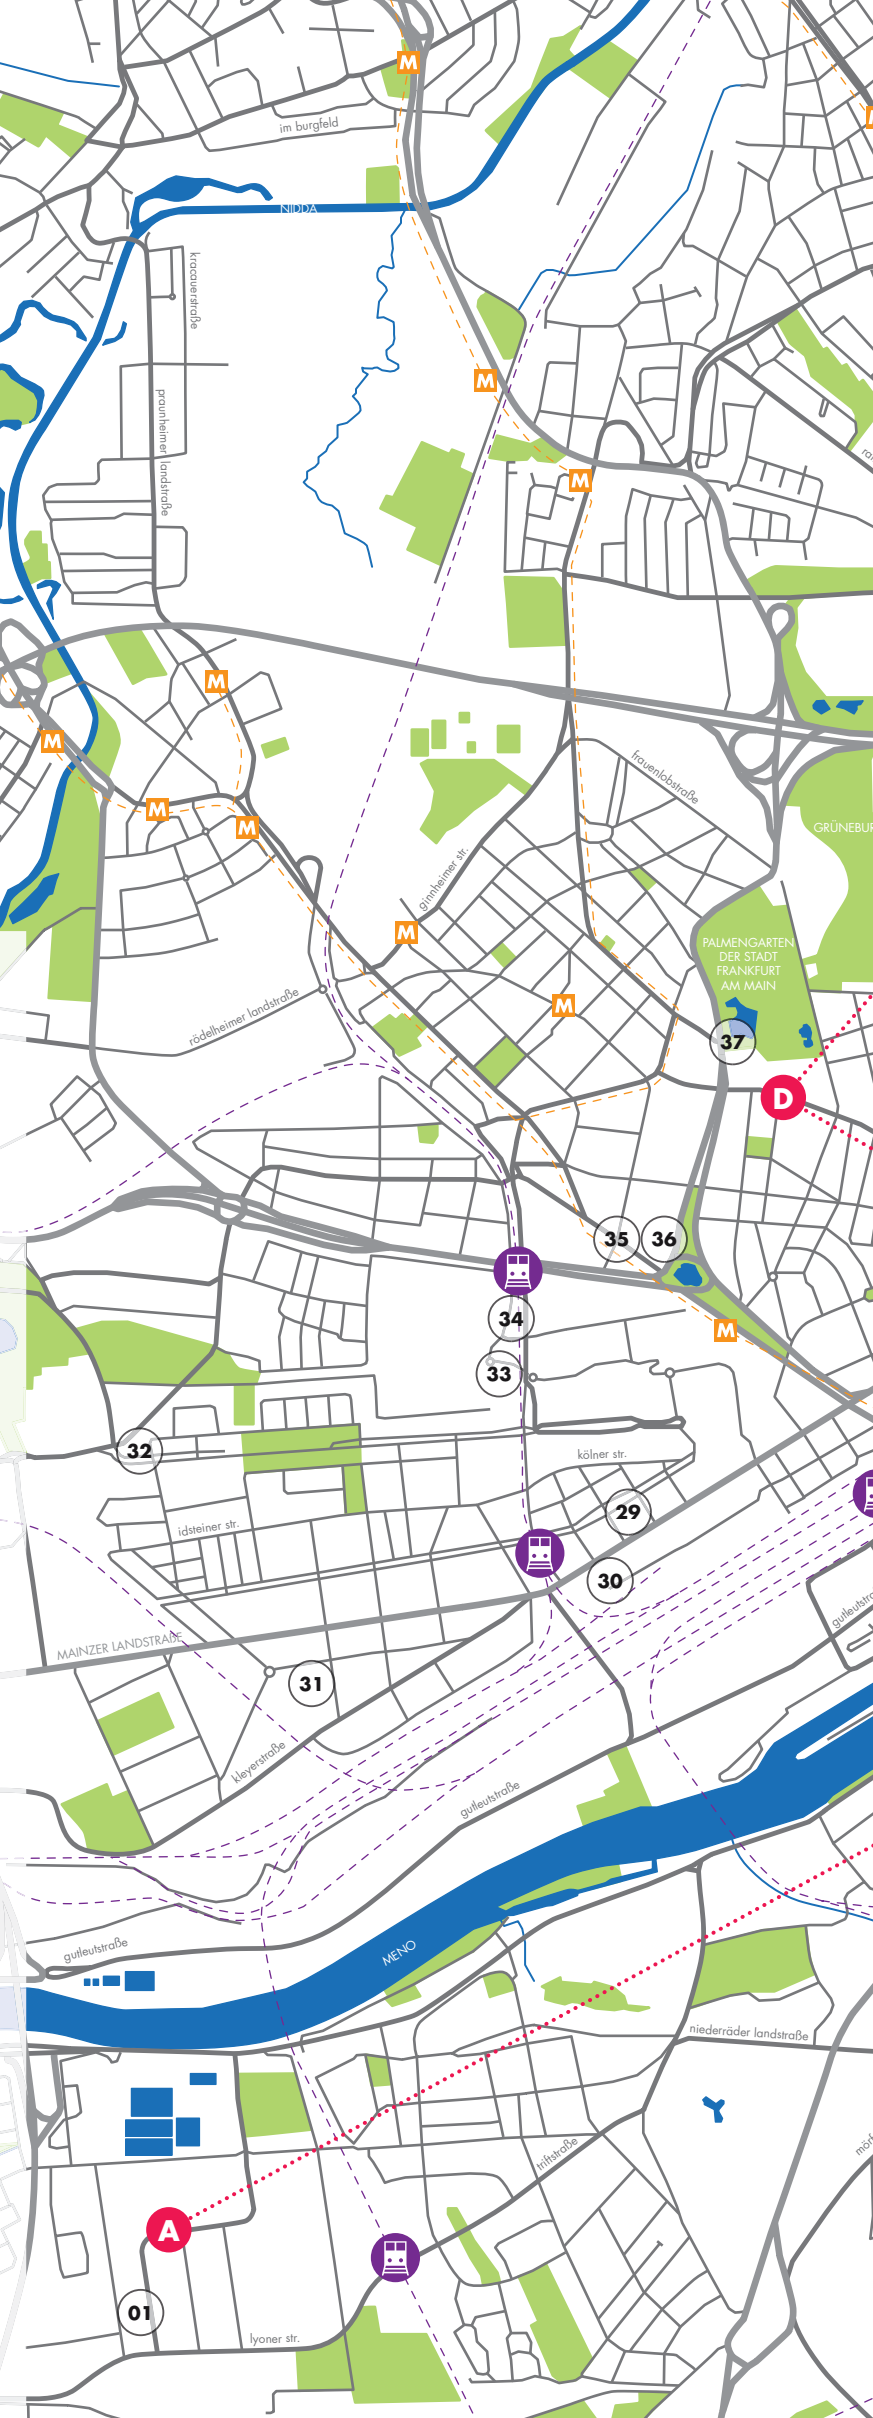 M
im burgfeld
M
NIDDA
kracauerstraße
M
praunheimer landstraße
M
M
M
frauenlobstraße
M
M
GRÜNEBUR
ginnheimer str.
M
PALMENGARTEN
DER STADT
FRANKFURT
AM MAIN
rödelheimer landstraße
M
37
D
35
36
34
M
33
32
kölner str.
29
idsteiner str.
30
gutleutstra
MAINZER LANDSTRAßE
31
kleyerstraße
gutleutstraße
gutleutstraße
MENO
niederräder landstraße
triftstraße
mörf
A
01
lyoner str.